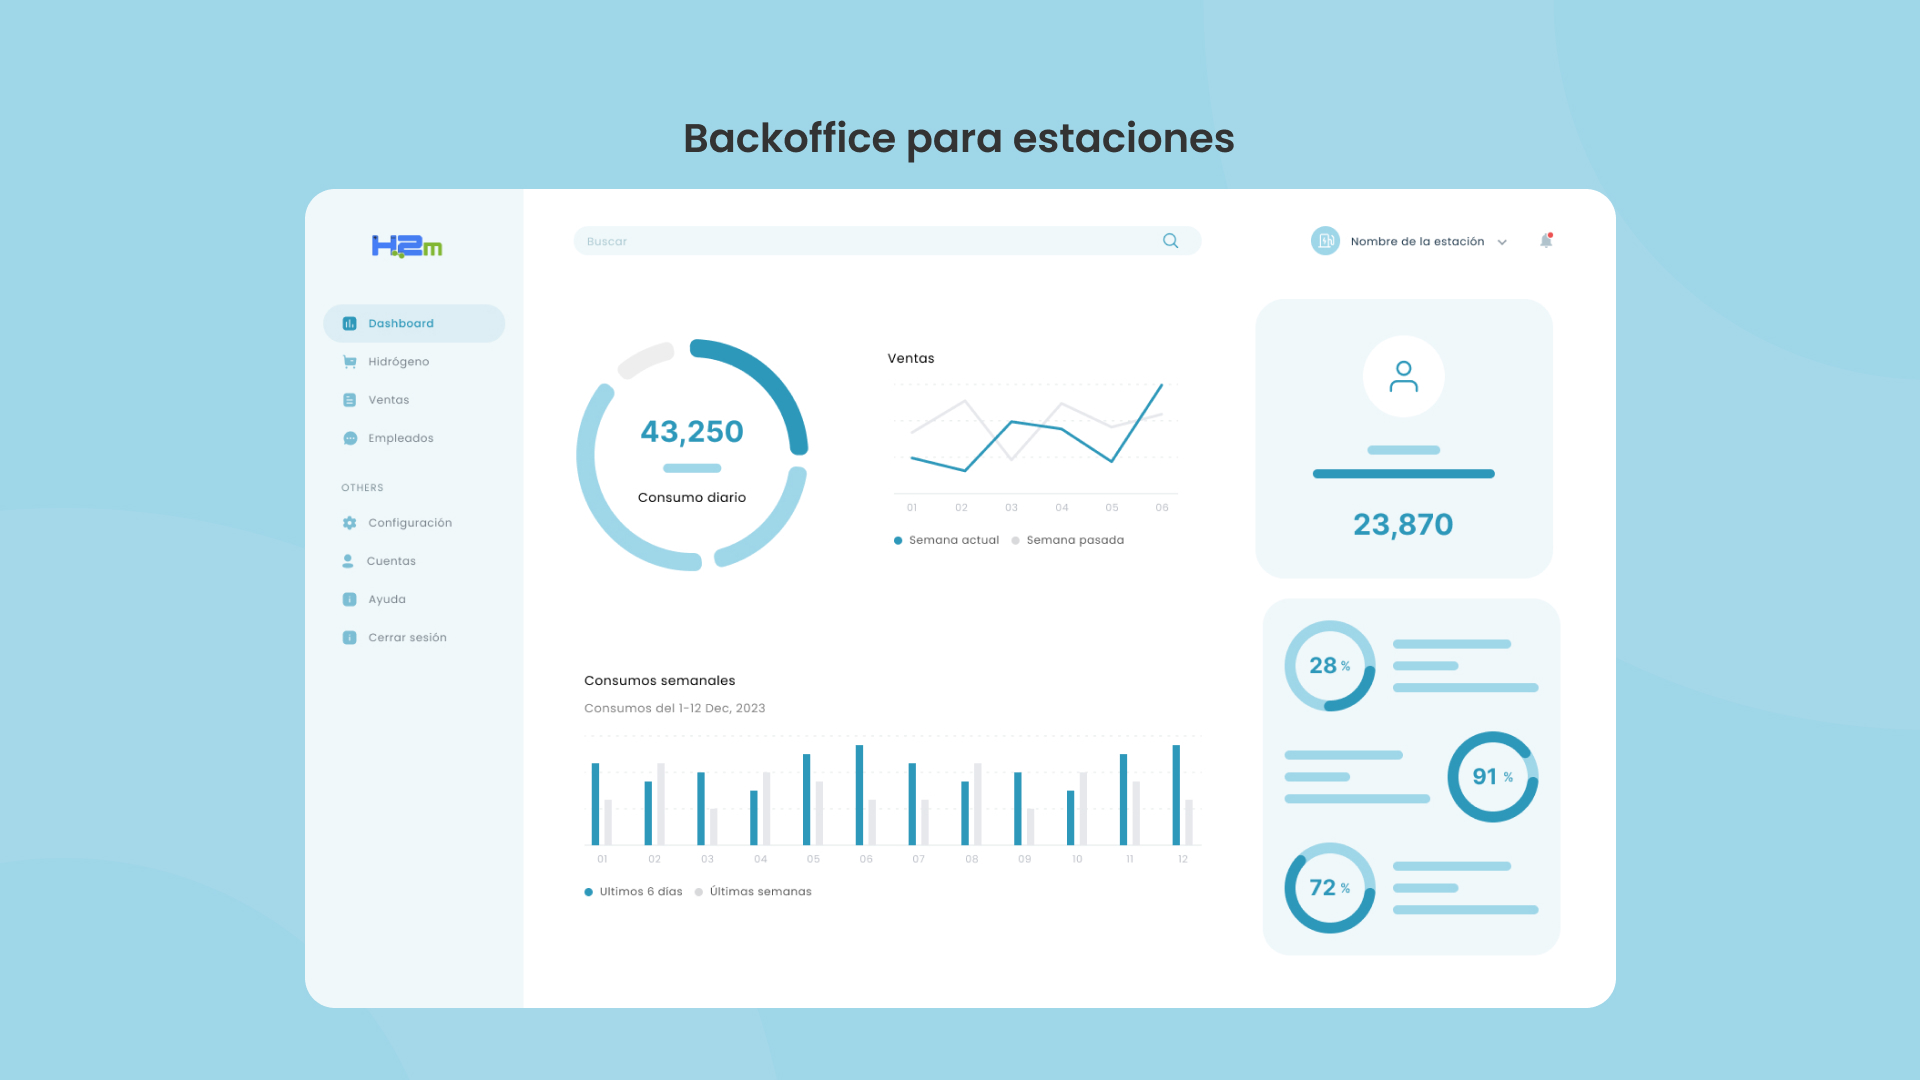 Backoffice para estaciones
H2m
Dashboard
Hidrógeno
Ventas
Empleados
OTHERS
Configuración
Cuentas
Ayuda
Cerrar sesión
Buscar
Nombre de la estación
43,250
Consumo diario
Ventas
01 02 03 04 05 06
Semana actual Semana pasada
23,870
28 %
91 %
72 %
Consumos semanales
Consumos del 1-12 Dec, 2023
01 02 03 04 05 06 07 08 09 10 11 12
Ultimos 6 días Últimas semanas